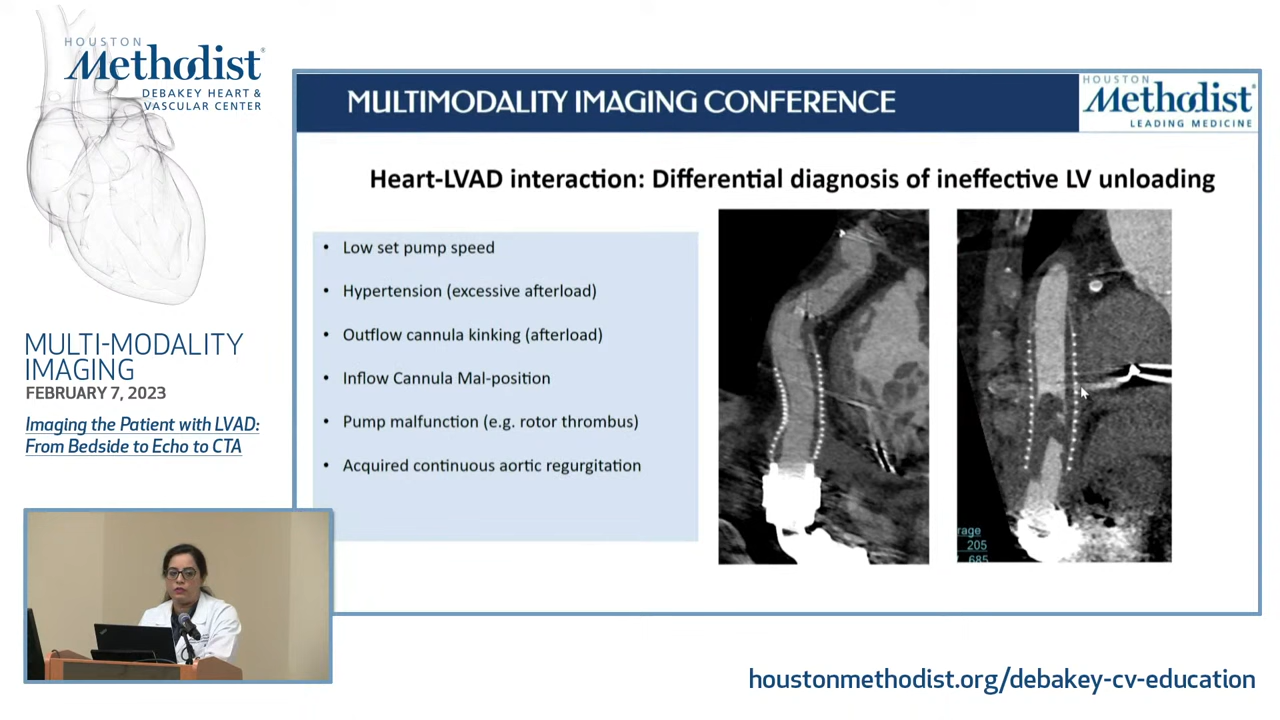 HOUSTON
Methodist
DEBAKEY HEART &
VASCULAR CENTER
MULTI-MODALITY
IMAGING
FEBRUARY 7, 2023
Imaging the Patient with LVAD:
From Bedside to Echo to CTA
MULTIMODALITY IMAGING CONFERENCE
HOUSTON
Methodist
LEADING MEDICINE
Heart-LVAD interaction: Differential diagnosis of ineffective LV unloading
• Low set pump speed
• Hypertension (excessive afterload)
• Outflow cannula kinking (afterload)
• Inflow Cannula Mal-position
• Pump malfunction (e.g. rotor thrombus)
• Acquired continuous aortic regurgitation
rage
205
685
houstonmethodist.org/debakey-cv-education